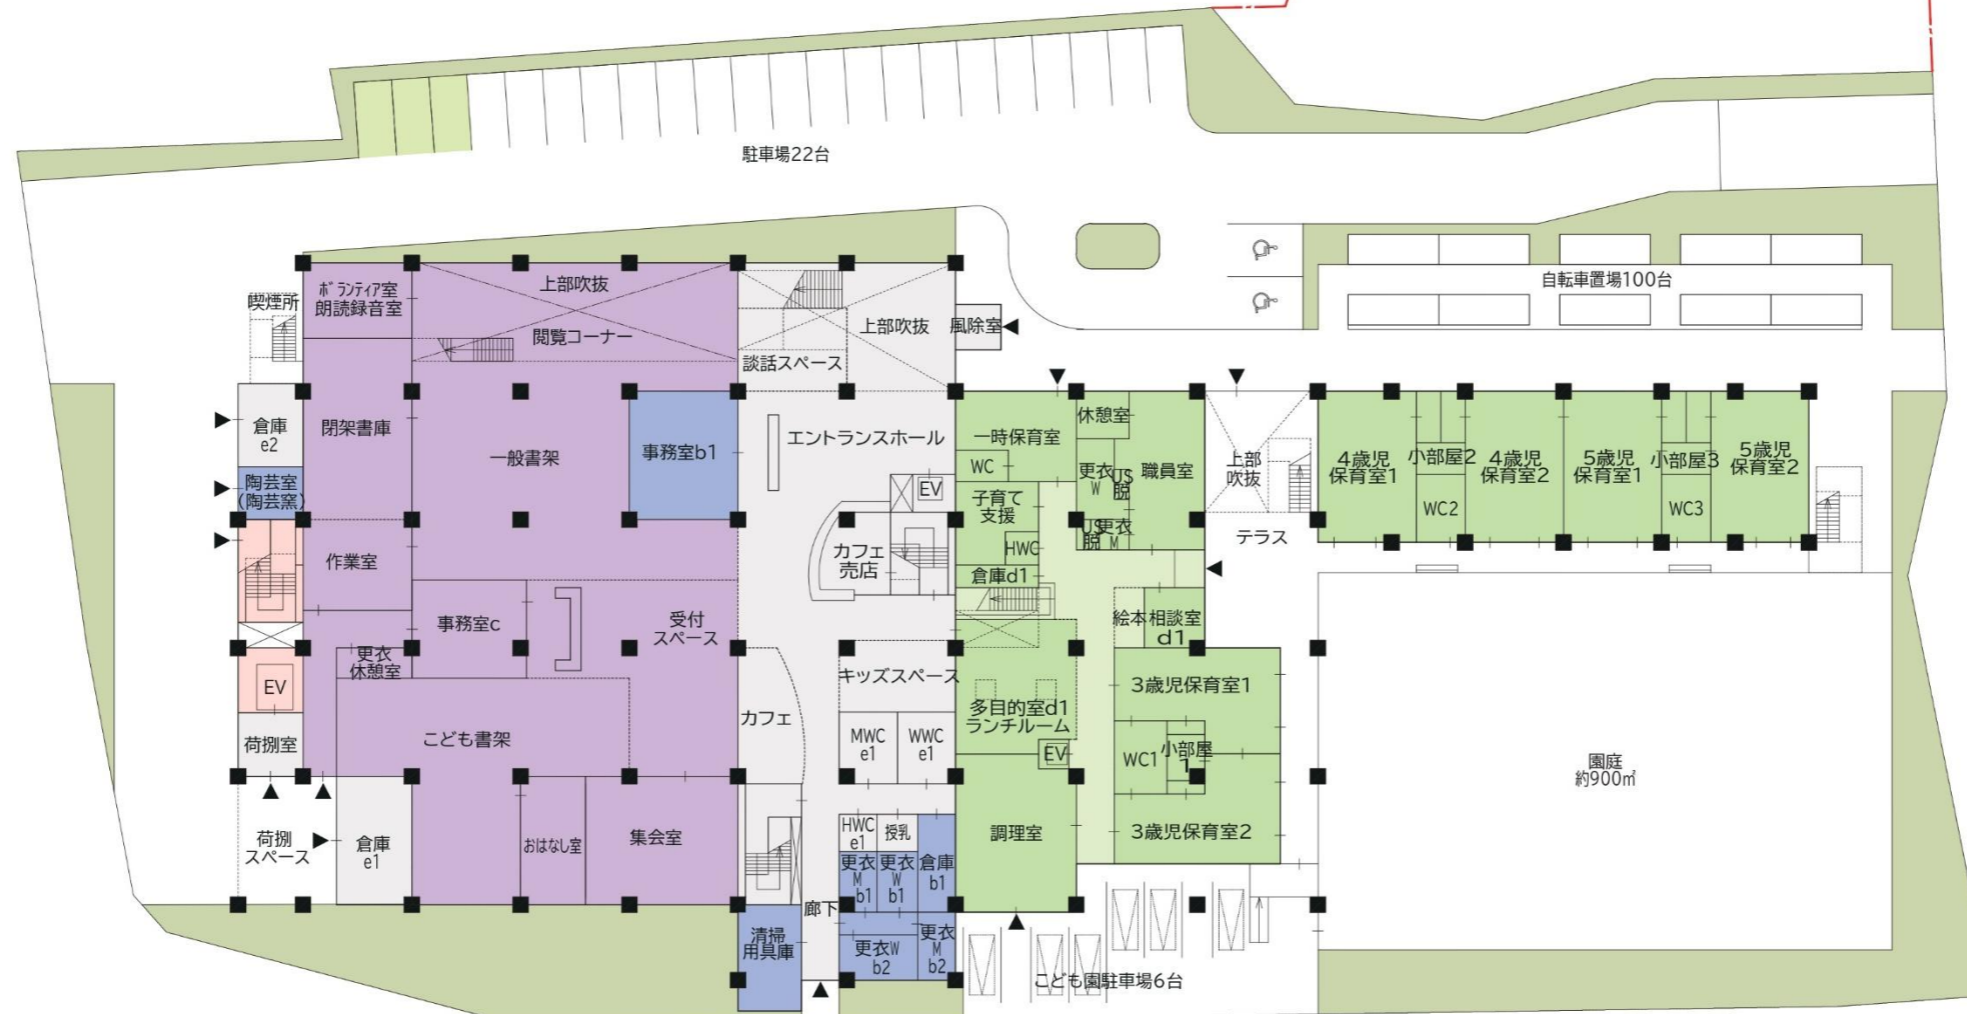 駐車場22台
自転車置場100台
喫煙所
ボランティア室
朗読録音室
上部吹抜
閲覧コーナー
上部吹抜
風除室
談話スペース
倉庫
e2
閉架書庫
一般書架
事務室b1
エントランスホール
EV
陶芸室
(陶芸窯)
作業室
カフェ
売店
事務室c
受付
スペース
更衣
休憩室
EV
荷捌室
こども書架
カフェ
キッズスペース
MWC
e1
WWC
e1
荷捌
スペース
倉庫
e1
おはなし室
集会室
HWC
e1
授乳
更衣
M
b1
更衣
W
b1
倉庫
b1
廊下
清掃
用具庫
更衣W
b2
更衣
M
b2
一時保育室
WC
休憩室
更衣
W
US
脱
職員室
子育て
支援
US
脱
更衣
M
HWC
倉庫d1
絵本
相談室
d1
多目的室d1
ランチルーム
EV
調理室
3歳児保育室1
WC1
小部屋
1
3歳児保育室2
上部
吹抜
テラス
4歳児
保育室1
小部屋2
WC2
4歳児
保育室2
5歳児
保育室1
小部屋3
WC3
5歳児
保育室2
園庭
約900㎡
こども園駐車場6台